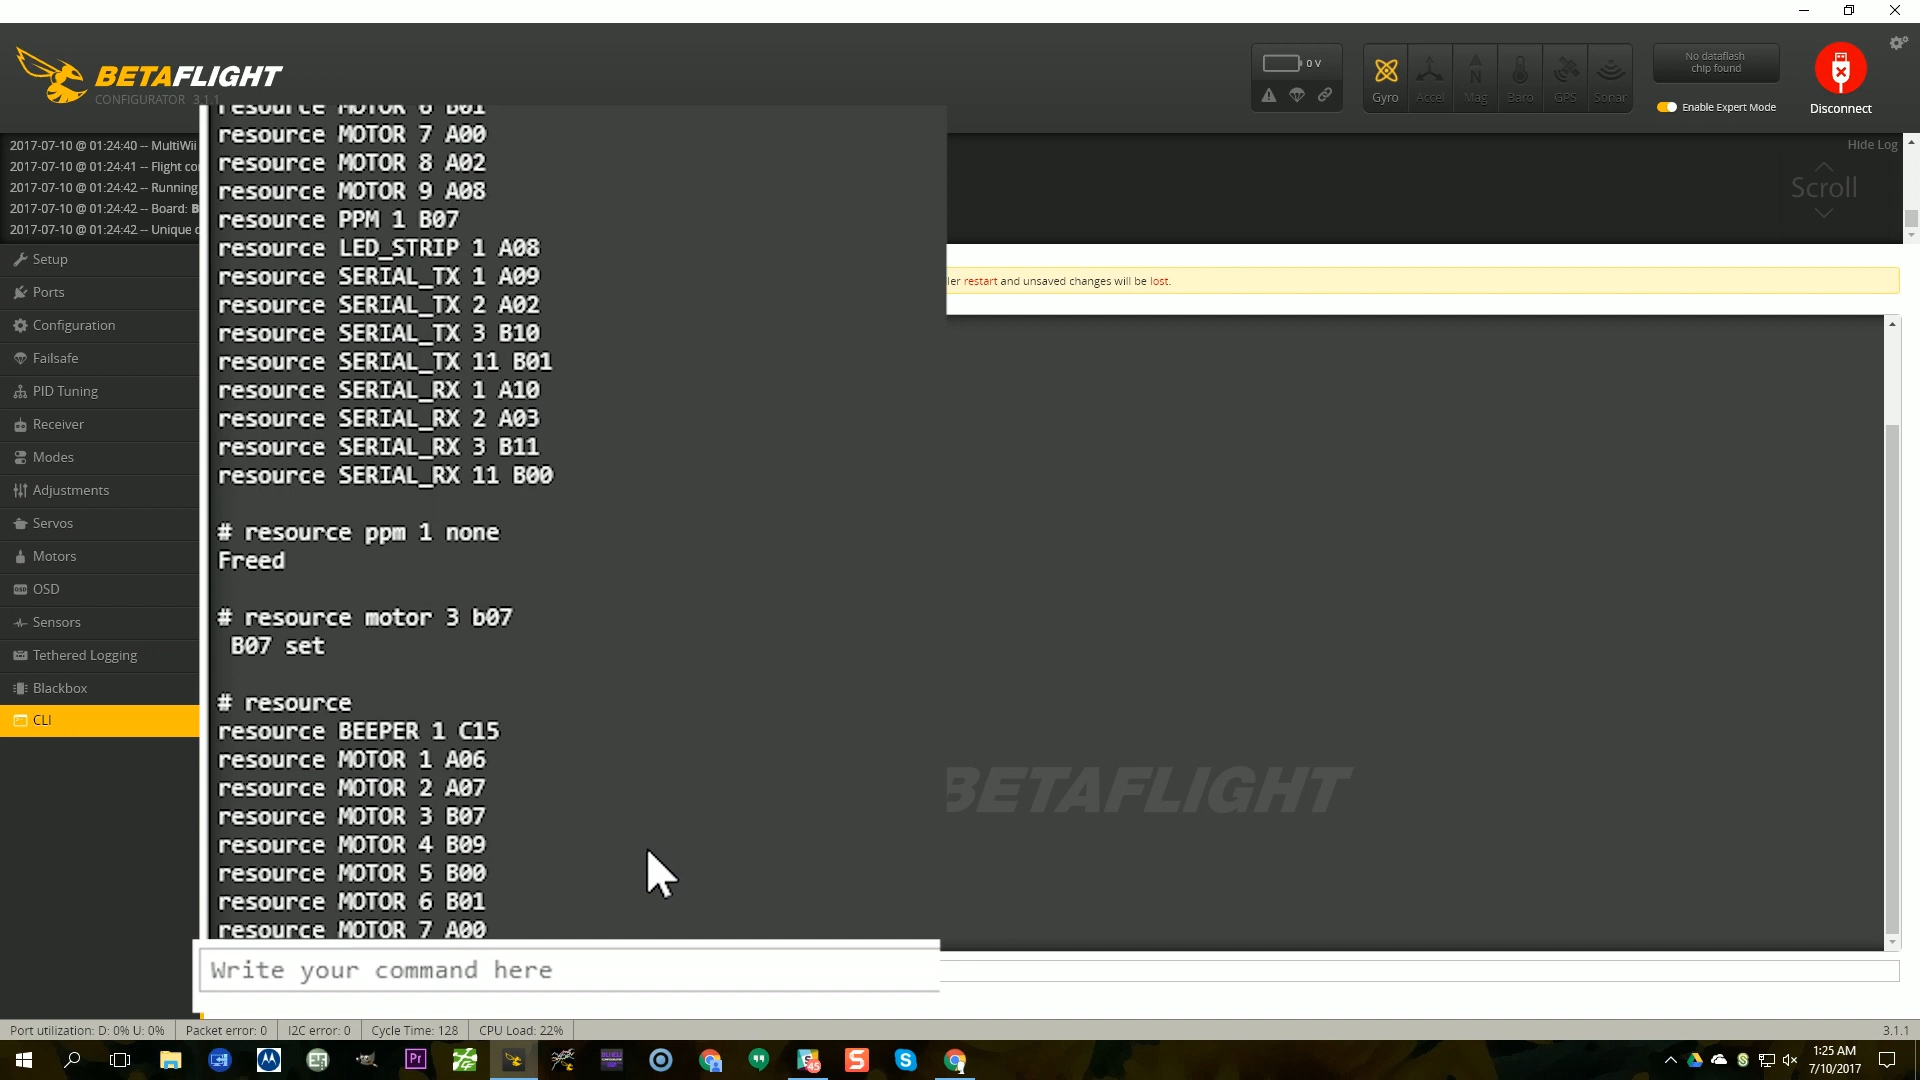 BETAFLIGHT
CONFIGURATOR 3.1.1
0 V
Gyro
Accel
Mag
Baro
GPS
Sonar
No dataflash
chip found
Enable Expert Mode
Disconnect
2017-07-10 @ 01:24:40 -- MultiWii
2017-07-10 @ 01:24:41 -- Flight
2017-07-10 @ 01:24:42 -- Running
2017-07-10 @ 01:24:42 -- Board: B
2017-07-10 @ 01:24:42 -- Unique
Hide Log
Scroll
Setup
Ports
Configuration
Failsafe
PID Tuning
Receiver
Modes
Adjustments
Servos
Motors
OSD
Sensors
Tethered Logging
Blackbox
CLI
restart and unsaved changes will be lost.
resource MOTOR 6 B01
resource MOTOR 7 A00
resource MOTOR 8 A02
resource MOTOR 9 A08
resource PPM 1 B07
resource LED_STRIP 1 A08
resource SERIAL_TX 1 A09
resource SERIAL_TX 2 A02
resource SERIAL_TX 3 B10
resource SERIAL_TX 11 B01
resource SERIAL_RX 1 A10
resource SERIAL_RX 2 A03
resource SERIAL_RX 3 B11
resource SERIAL_RX 11 B00
# resource ppm 1 none
Freed
# resource motor 3 b07
B07 set
# resource
resource BEEPER 1 C15
resource MOTOR 1 A06
resource MOTOR 2 A07
resource MOTOR 3 B07
resource MOTOR 4 B09
resource MOTOR 5 B00
resource MOTOR 6 B01
resource MOTOR 7 A00
BETAFLIGHT
Write your command here
Port utilization: D: 0% U: 0%
Packet error: 0
I2C error: 0
Cycle Time: 128
CPU Load: 22%
3.1.1
Pr
45
1:25 AM
7/10/2017